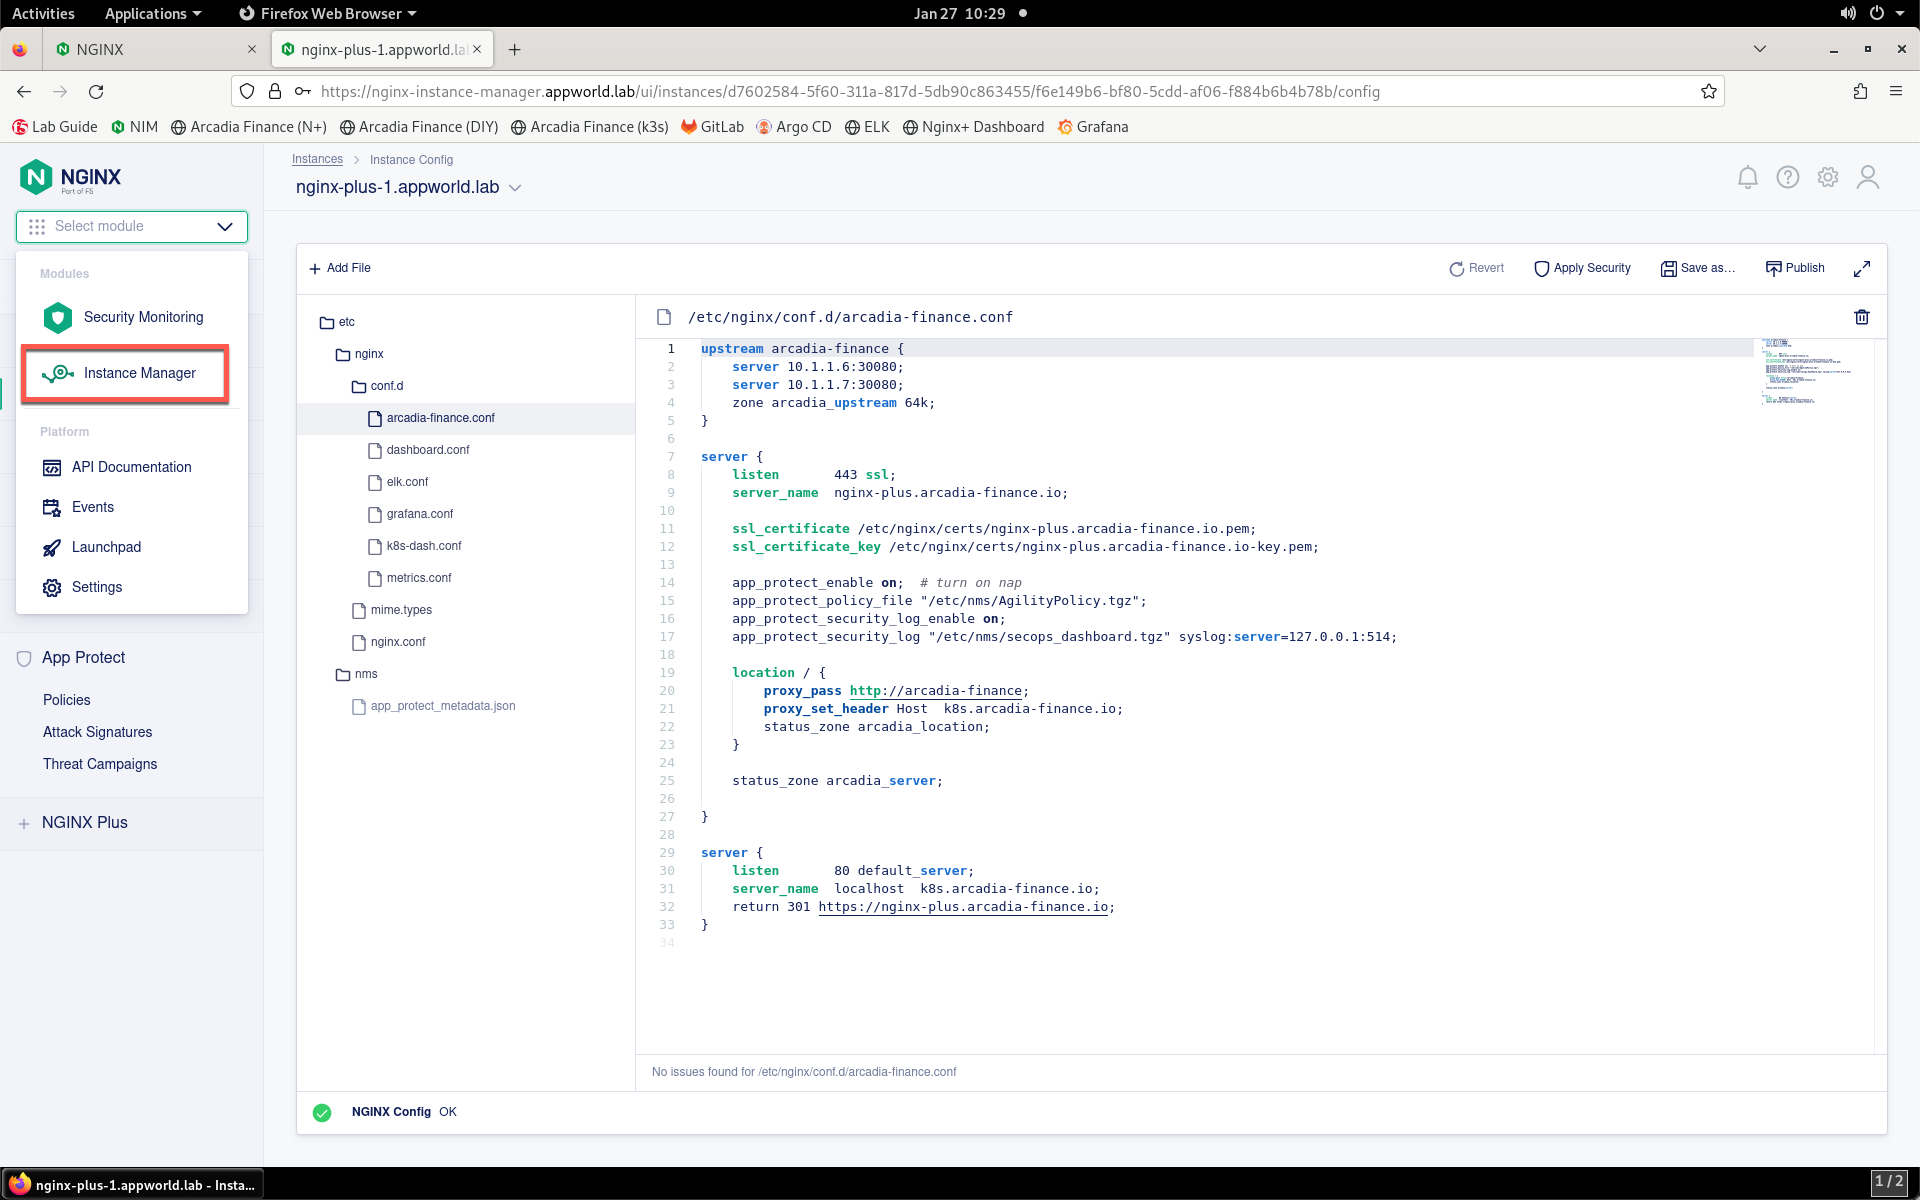 Activities Applications Firefox Web Browser Jan 27 10:29
NGINX
nginx-plus-1.appworld.la
https://nginx-instance-manager.appworld.lab/ui/instances/d7602584-5f60-311a-817d-5db90c863455/f6e149b6-bf80-5cdd-af06-f884b6b4b78b/config
Lab Guide NIM Arcadia Finance (N+) Arcadia Finance (DIY) Arcadia Finance (k3s) GitLab Argo CD ELK Nginx+ Dashboard Grafana
NGINX
Part of F5
Select module
Modules
Security Monitoring
Instance Manager
Platform
API Documentation
Events
Launchpad
Settings
App Protect
Policies
Attack Signatures
Threat Campaigns
NGINX Plus
Instances > Instance Config
nginx-plus-1.appworld.lab
Add File
Revert Apply Security Save as... Publish
etc
nginx
conf.d
arcadia-finance.conf
dashboard.conf
elk.conf
grafana.conf
k8s-dash.conf
metrics.conf
mime.types
nginx.conf
nms
app_protect_metadata.json
/etc/nginx/conf.d/arcadia-finance.conf
1 upstream arcadia-finance {
2 server 10.1.1.6:30080;
3 server 10.1.1.7:30080;
4 zone arcadia_upstream 64k;
5 }
6
7 server {
8 listen 443 ssl;
9 server_name nginx-plus.arcadia-finance.io;
10
11 ssl_certificate /etc/nginx/certs/nginx-plus.arcadia-finance.io.pem;
12 ssl_certificate_key /etc/nginx/certs/nginx-plus.arcadia-finance.io-key.pem;
13
14 app_protect_enable on; # turn on nap
15 app_protect_policy_file "/etc/nms/AgilityPolicy.tgz";
16 app_protect_security_log_enable on;
17 app_protect_security_log "/etc/nms/secops_dashboard.tgz" syslog:server=127.0.0.1:514;
18
19 location / {
20 proxy_pass http://arcadia-finance;
21 proxy_set_header Host k8s.arcadia-finance.io;
22 status_zone arcadia_location;
23 }
24
25 status_zone arcadia_server;
26
27 }
28
29 server {
30 listen 80 default_server;
31 server_name localhost k8s.arcadia-finance.io;
32 return 301 https://nginx-plus.arcadia-finance.io;
33 }
34
No issues found for /etc/nginx/conf.d/arcadia-finance.conf
NGINX Config OK
nginx-plus-1.appworld.lab - Insta...
1 / 2